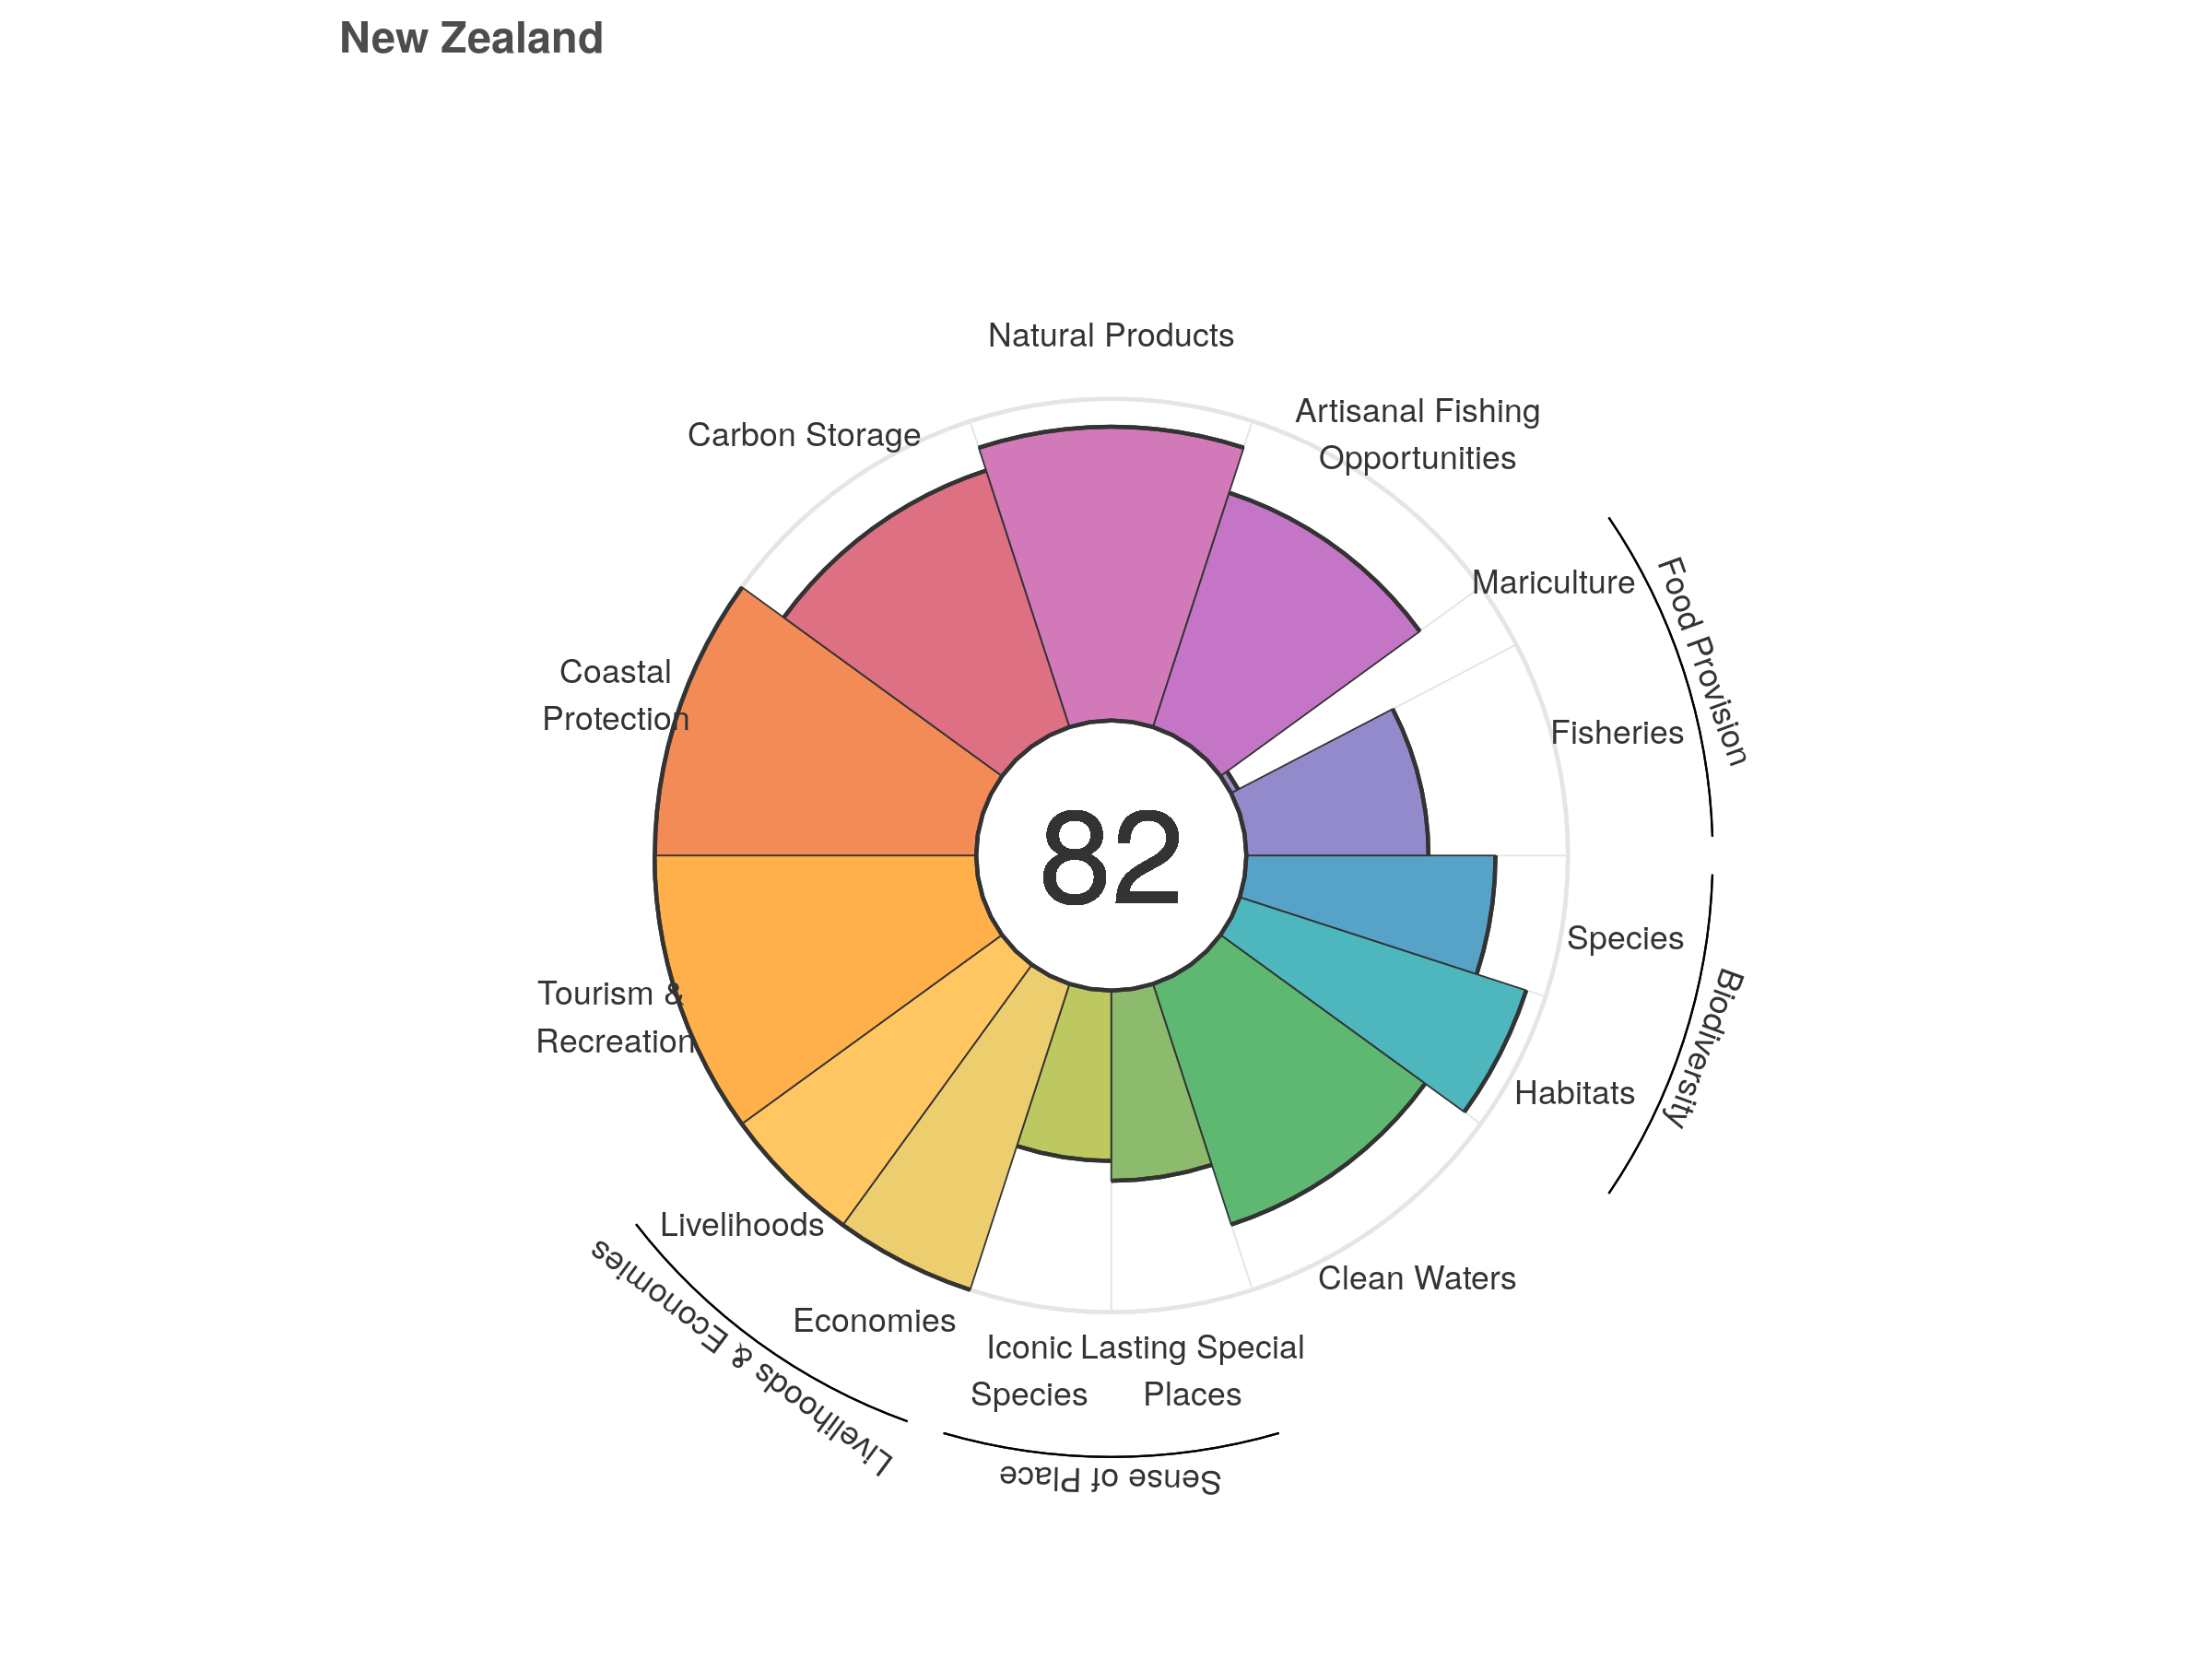 New Zealand
Natural Products
Artisanal Fishing
Opportunities
Carbon Storage
Mariculture
Food Provision
Coastal
Protection
Fisheries
82
Species
Biodiversity
Tourism &
Recreation
Habitats
Livelihoods
Clean Waters
Economies
Livelihoods & Economies
Iconic
Species
Lasting Special
Places
Sense of Place